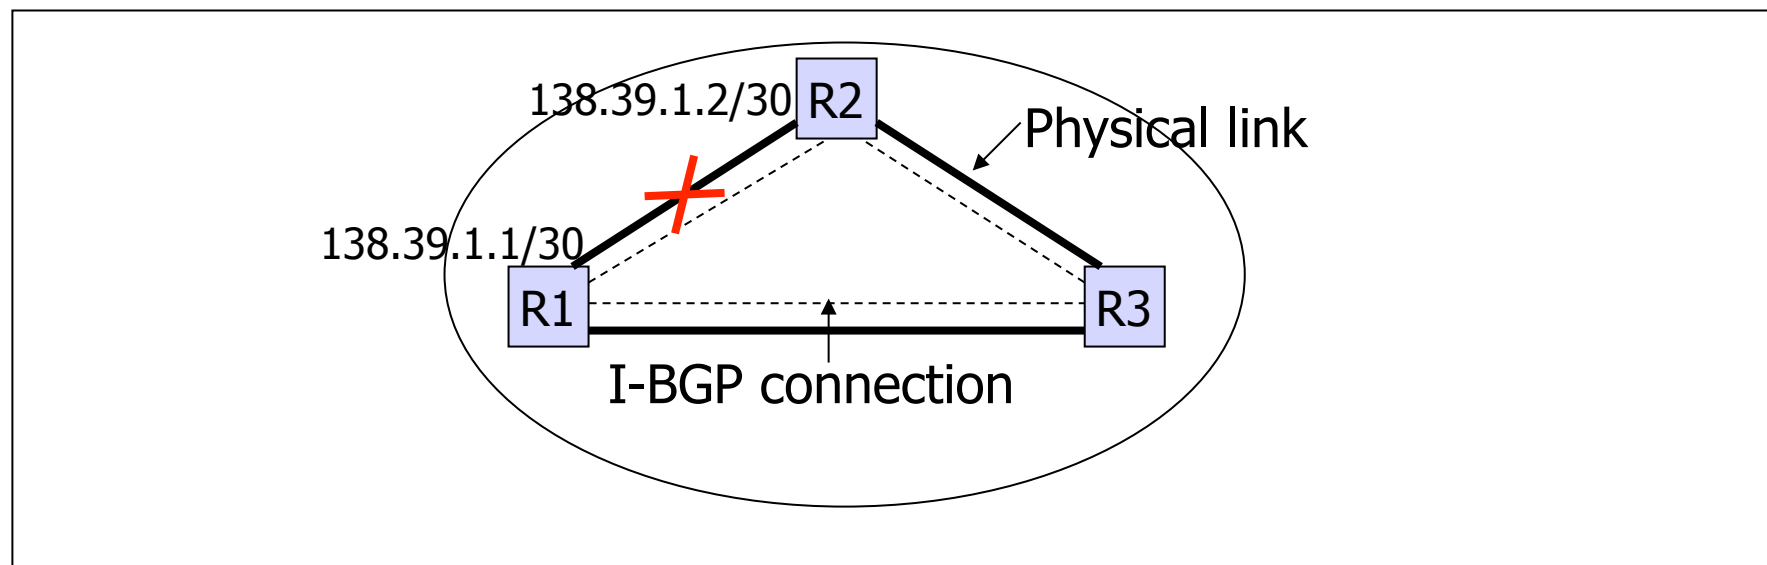 138.39.1.2/30
R2
Physical link
138.39.1.1/30
R1
R3
I-BGP connection